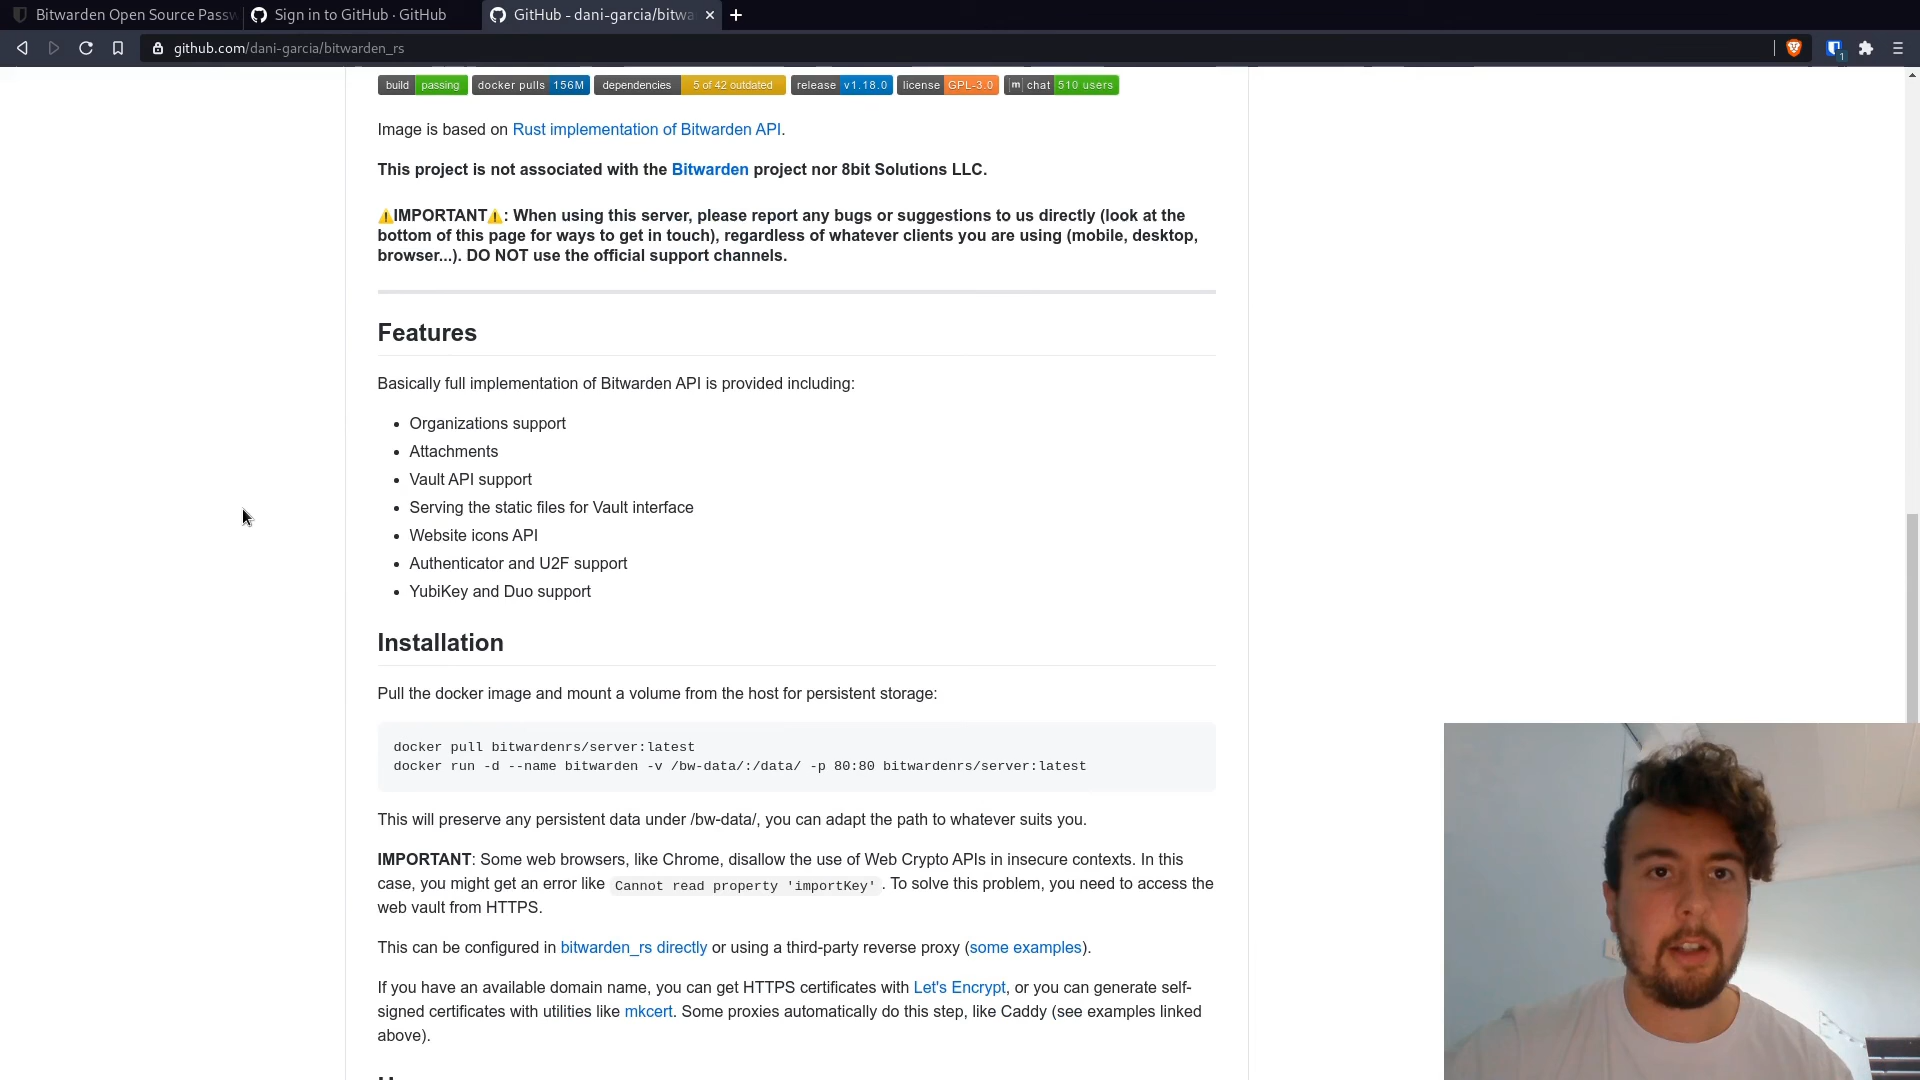 Bitwarden Open Source Passw
Sign in to GitHub · GitHub
GitHub - dani-garcia/bitwa
github.com/dani-garcia/bitwarden_rs
1
build passing docker pulls 156M dependencies 5 of 42 outdated release v1.18.0 license GPL-3.0 [m] chat 510 users
Image is based on Rust implementation of Bitwarden API.
This project is not associated with the Bitwarden project nor 8bit Solutions LLC.
⚠️IMPORTANT⚠️: When using this server, please report any bugs or suggestions to us directly (look at the
bottom of this page for ways to get in touch), regardless of whatever clients you are using (mobile, desktop,
browser...). DO NOT use the official support channels.
Features
Basically full implementation of Bitwarden API is provided including:
• Organizations support
• Attachments
• Vault API support
• Serving the static files for Vault interface
• Website icons API
• Authenticator and U2F support
• YubiKey and Duo support
Installation
Pull the docker image and mount a volume from the host for persistent storage:
docker pull bitwardenrs/server:latest
docker run -d --name bitwarden -v /bw-data/:/data/ -p 80:80 bitwardenrs/server:latest
This will preserve any persistent data under /bw-data/, you can adapt the path to whatever suits you.
IMPORTANT: Some web browsers, like Chrome, disallow the use of Web Crypto APIs in insecure contexts. In this
case, you might get an error like Cannot read property 'importKey' . To solve this problem, you need to access the
web vault from HTTPS.
This can be configured in bitwarden_rs directly or using a third-party reverse proxy (some examples).
If you have an available domain name, you can get HTTPS certificates with Let's Encrypt, or you can generate self-
signed certificates with utilities like mkcert. Some proxies automatically do this step, like Caddy (see examples linked
above).